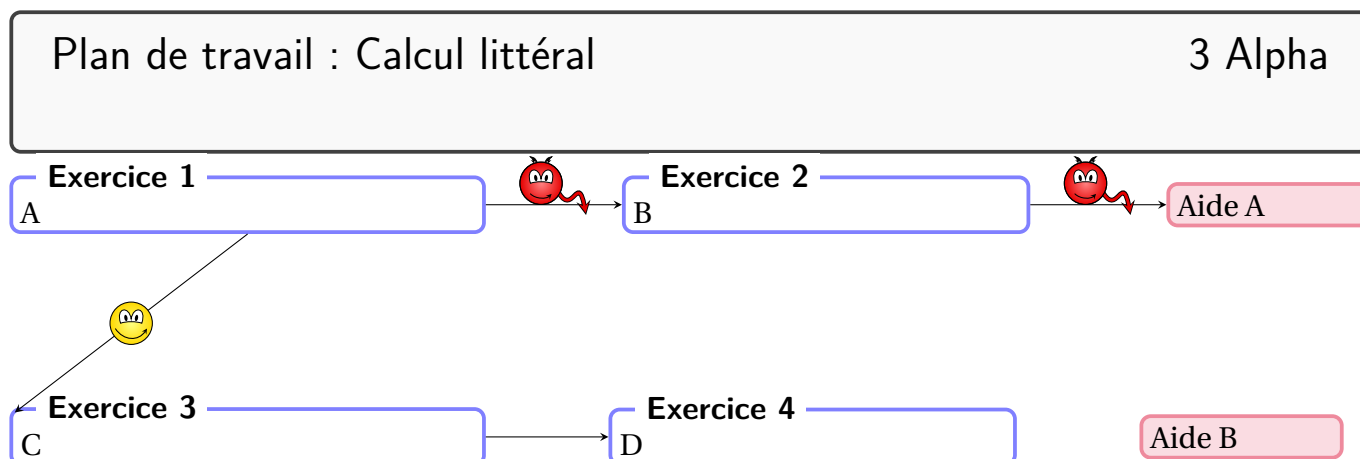 Plan de travail : Calcul littéral 3 Alpha
Exercice 1 Exercice 2
A B Aide A
Exercice 3 Exercice 4
C D Aide B